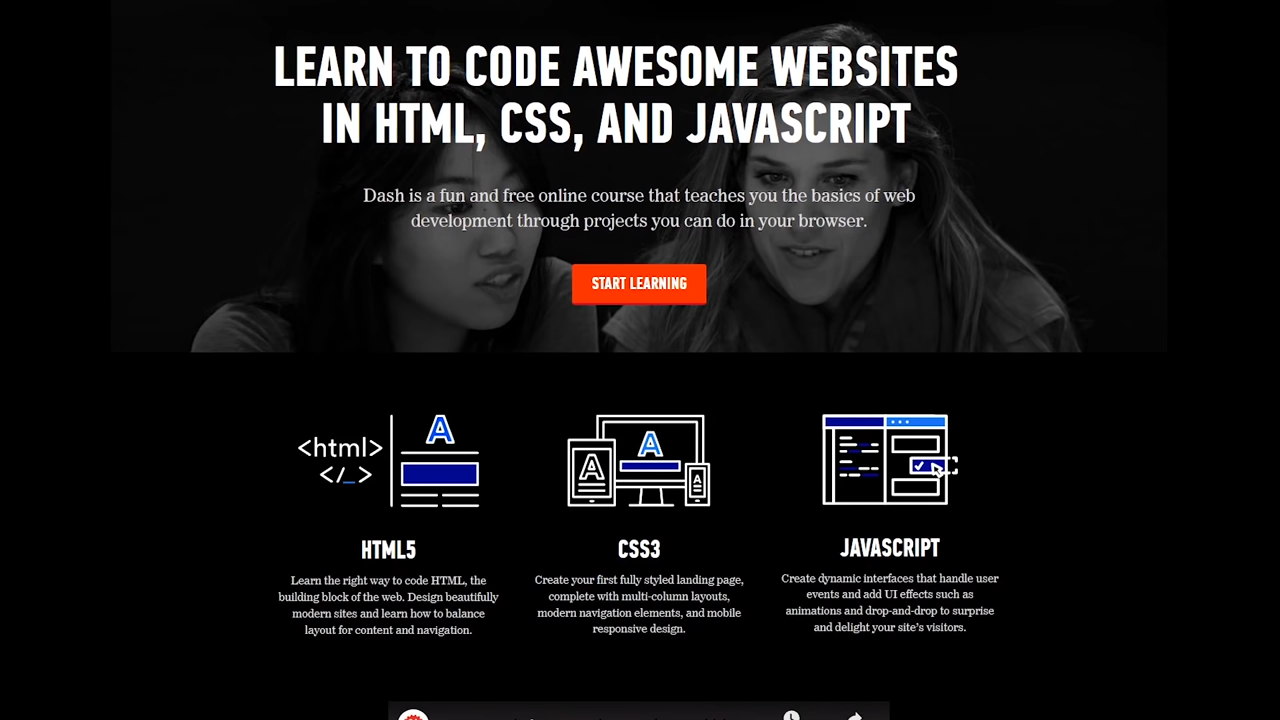 LEARN TO CODE AWESOME WEBSITES
IN HTML, CSS, AND JAVASCRIPT
Dash is a fun and free online course that teaches you the basics of web
development through projects you can do in your browser.
START LEARNING
<html>
</_>
A
A
A
A
HTML5
Learn the right way to code HTML, the
building block of the web. Design beautifully
modern sites and learn how to balance
layout for content and navigation.
CSS3
Create your first fully styled landing page,
complete with multi-column layouts,
modern navigation elements, and mobile
responsive design.
JAVASCRIPT
Create dynamic interfaces that handle user
events and add UI effects such as
animations and drop-and-drop to surprise
and delight your site's visitors.